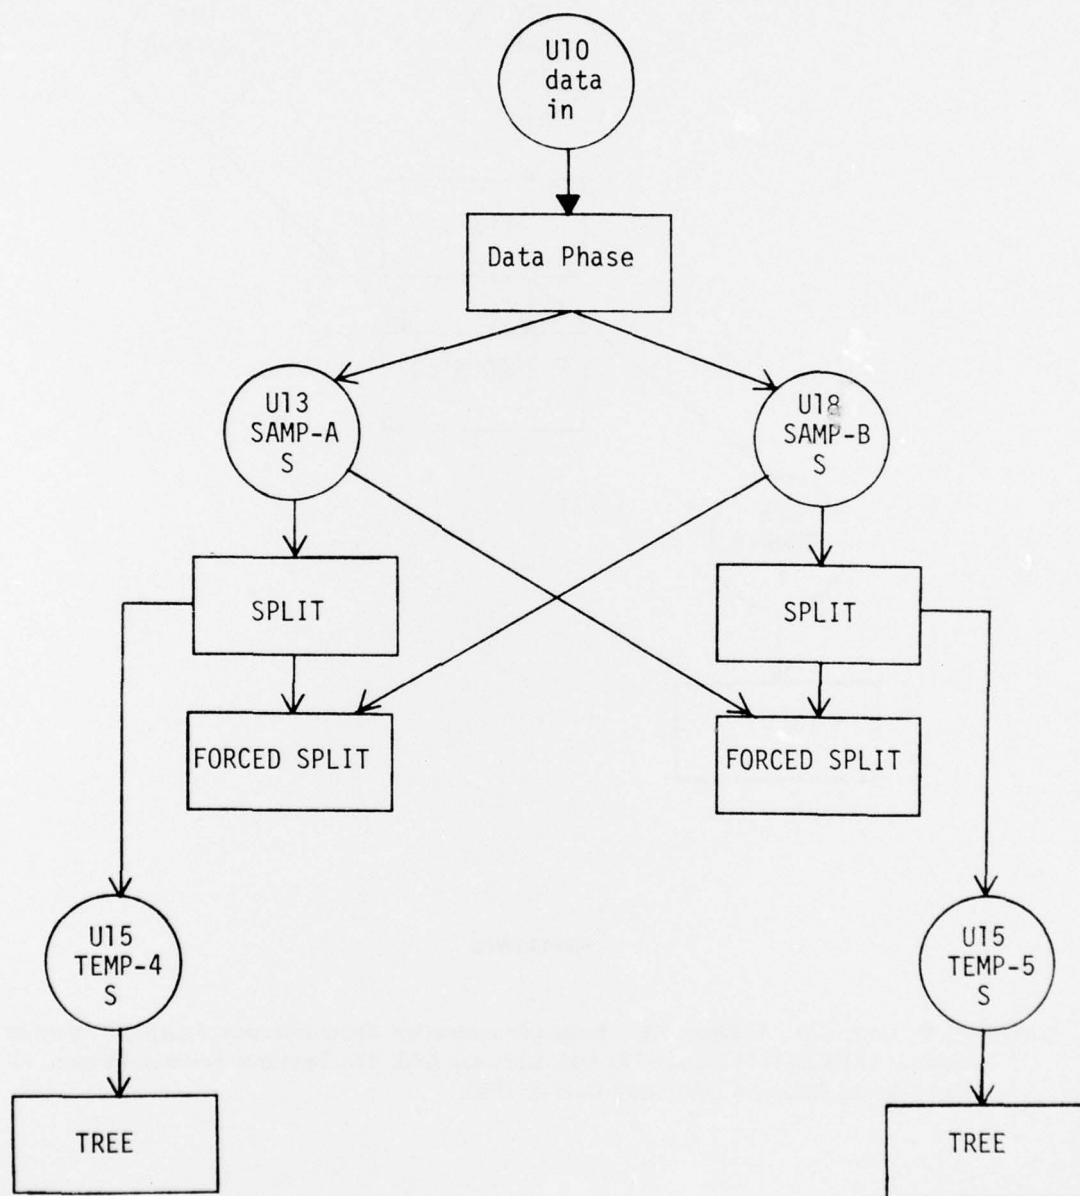 U10
data
in
Data Phase
U13
SAMP-A
S
U18
SAMP-B
S
SPLIT
SPLIT
FORCED SPLIT
FORCED SPLIT
U15
TEMP-4
S
U15
TEMP-5
S
TREE
TREE